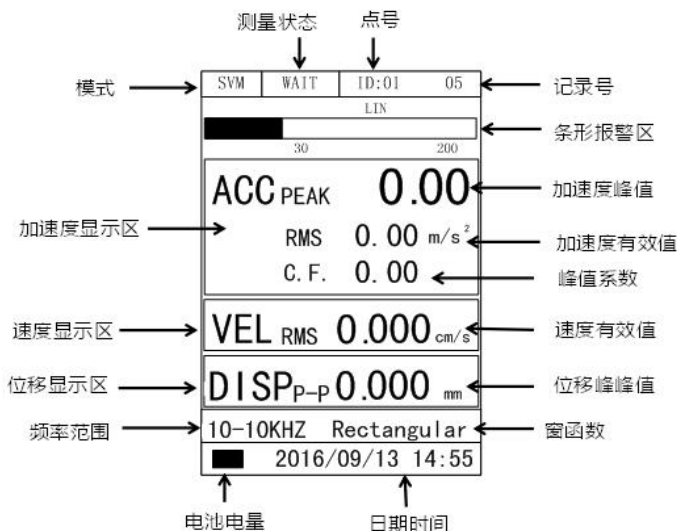 测量状态 点号
模式 SVM WAIT ID:01 05 记录号
LIN
条形报警区
30 200
ACC PEAK 0.00 加速度峰值
加速度显示区 RMS 0.00 m/s² 加速度有效值
C.F. 0.00 峰值系数
速度显示区 VEL RMS 0.000 cm/s 速度有效值
位移显示区 DISP P-P 0.000 mm 位移峰峰值
频率范围 10-10KHZ Rectangular 窗函数
2016/09/13 14:55
电池电量 日期时间